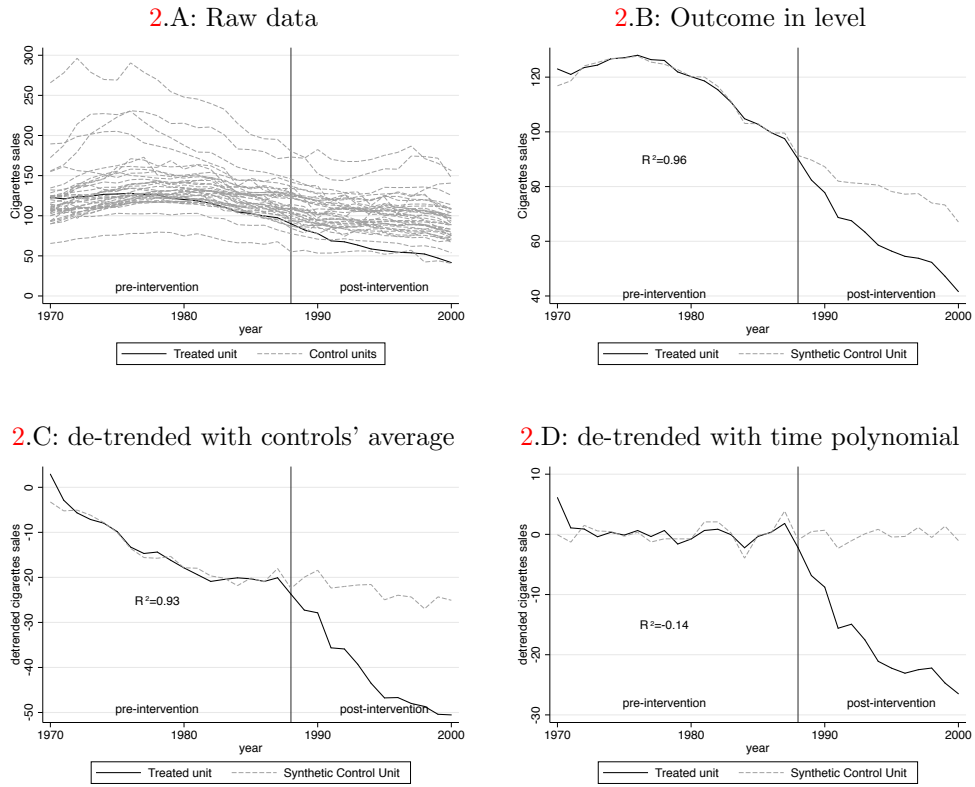 2.A: Raw data
Cigarettes sales
300
250
200
150
100
50
0
pre-intervention
post-intervention
1970
1980
1990
2000
year
Treated unit
Control units
2.B: Outcome in level
Cigarettes sales
120
100
80
60
40
R²=0.96
pre-intervention
post-intervention
1970
1980
1990
2000
year
Treated unit
Synthetic Control Unit
2.C: de-trended with controls' average
detrended cigarettes sales
0
-10
-20
-30
-40
-50
R²=0.93
pre-intervention
post-intervention
1970
1980
1990
2000
year
Treated unit
Synthetic Control Unit
2.D: de-trended with time polynomial
detrended cigarettes sales
10
0
-10
-20
-30
R²=-0.14
pre-intervention
post-intervention
1970
1980
1990
2000
year
Treated unit
Synthetic Control Unit